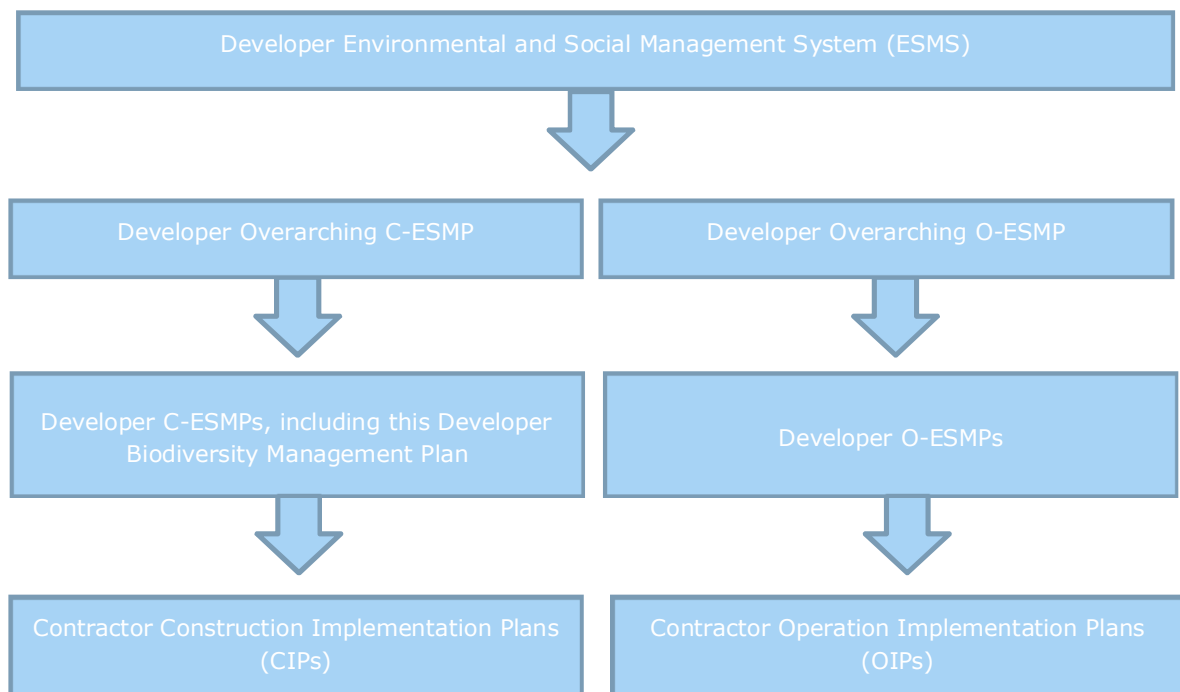 Developer Environmental and Social Management System (ESMS)
Developer Overarching C-ESMP
Developer Overarching O-ESMP
Developer C-ESMPs, including this Developer
Biodiversity Management Plan
Developer O-ESMPs
Contractor Construction Implementation Plans
(CIPs)
Contractor Operation Implementation Plans
(OIPs)